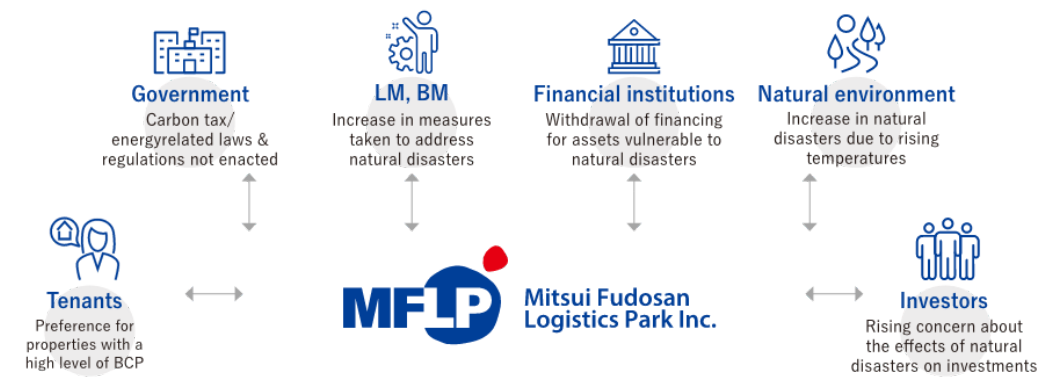 Government
Carbon tax/
energyrelated laws &
regulations not enacted
LM, BM
Increase in measures
taken to address
natural disasters
Financial institutions
Withdrawal of financing
for assets vulnerable to
natural disasters
Natural environment
Increase in natural
disasters due to rising
temperatures
Tenants
Preference for
properties with a
high level of BCP
MFLP
Mitsui Fudosan
Logistics Park Inc.
Investors
Rising concern about
the effects of natural
disasters on investments